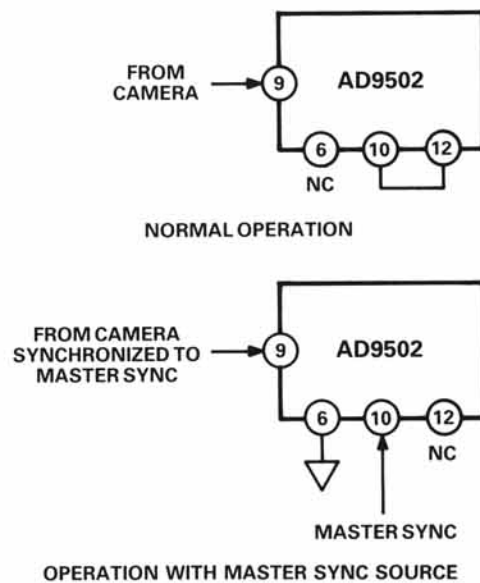 FROM
CAMERA
9
AD9502
6
10
12
NC
NORMAL OPERATION
FROM CAMERA
SYNCHRONIZED TO
MASTER SYNC
9
AD9502
6
10
12
NC
MASTER SYNC
OPERATION WITH MASTER SYNC SOURCE